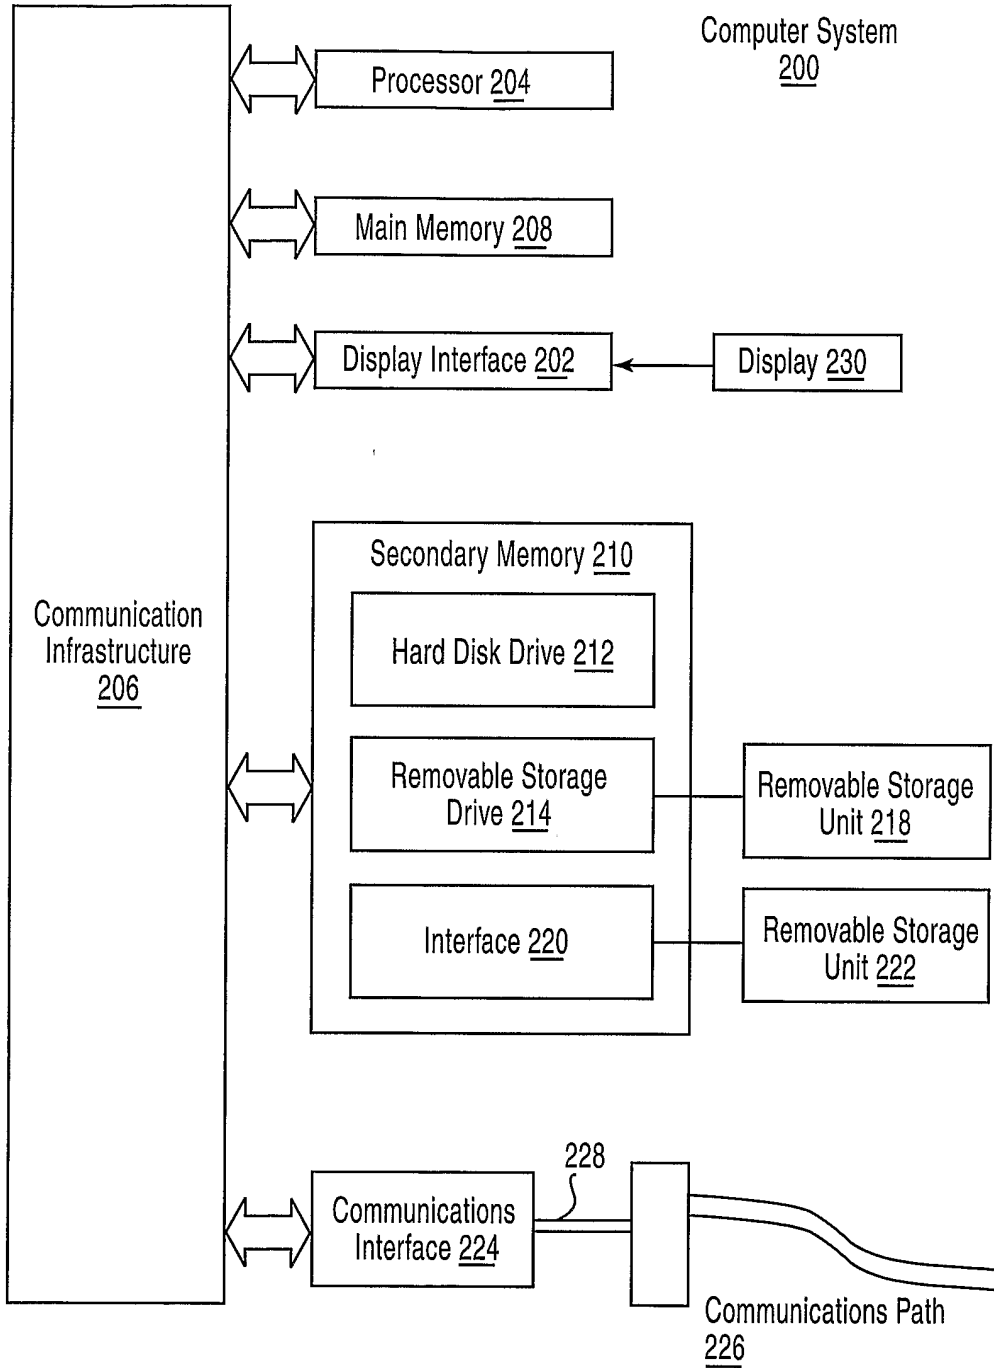 Computer System
200
Processor 204
Main Memory 208
Display Interface 202
Display 230
Communication
Infrastructure
206
Secondary Memory 210
Hard Disk Drive 212
Removable Storage
Drive 214
Removable Storage
Unit 218
Interface 220
Removable Storage
Unit 222
228
Communications
Interface 224
Communications Path
226